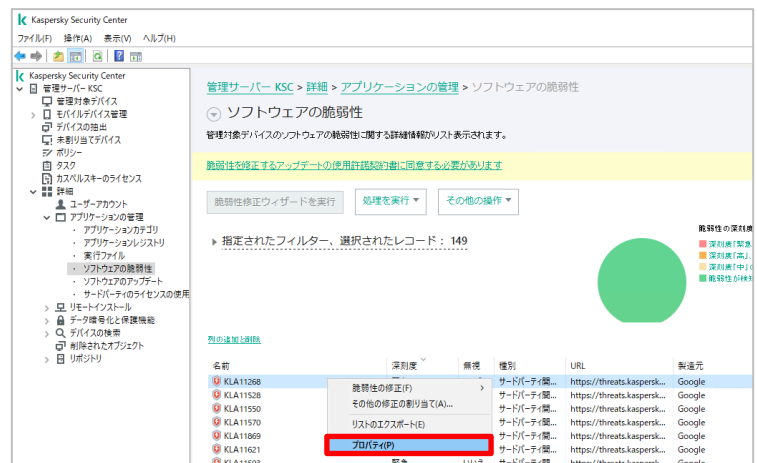 Kaspersky Security Center
ファイル(F) 操作(A) 表示(V) ヘルプ(H)
Kaspersky Security Center
管理サーバー KSC
管理対象デバイス
モバイルデバイス管理
デバイスの抽出
未割り当てデバイス
ポリシー
タスク
カスペルスキーのライセンス
詳細
ユーザーアカウント
アプリケーションの管理
アプリケーションカテゴリ
アプリケーションレジストリ
実行ファイル
ソフトウェアの脆弱性
ソフトウェアのアップデート
サードパーティのライセンスの使用
リモートインストール
データ暗号化と保護機能
デバイスの検索
削除されたオブジェクト
リポジトリ
管理サーバー KSC > 詳細 > アプリケーションの管理 > ソフトウェアの脆弱性
ソフトウェアの脆弱性
管理対象デバイスのソフトウェアの脆弱性に関する詳細情報がリスト表示されます。
脆弱性を修正するアップデートの使用許諾契約書に同意する必要があります
脆弱性修正ウィザードを実行 処理を実行 その他の操作
指定されたフィルター、選択されたレコード: 149
脆弱性の深刻度
深刻度「緊急
深刻度「高」、
深刻度「中」の
脆弱性が検知
列の追加と削除
名前 深刻度 無視 種別 URL 製造元
KLA11268 サードパーティ開... https://threats.kaspersk... Google
KLA11528 サードパーティ開... https://threats.kaspersk... Google
KLA11550 サードパーティ開... https://threats.kaspersk... Google
KLA11570 サードパーティ開... https://threats.kaspersk... Google
KLA11869 サードパーティ開... https://threats.kaspersk... Google
KLA11621 サードパーティ開... https://threats.kaspersk... Google
脆弱性の修正(F)
その他の修正の割り当て(A)...
リストのエクスポート(E)
プロパティ(P)